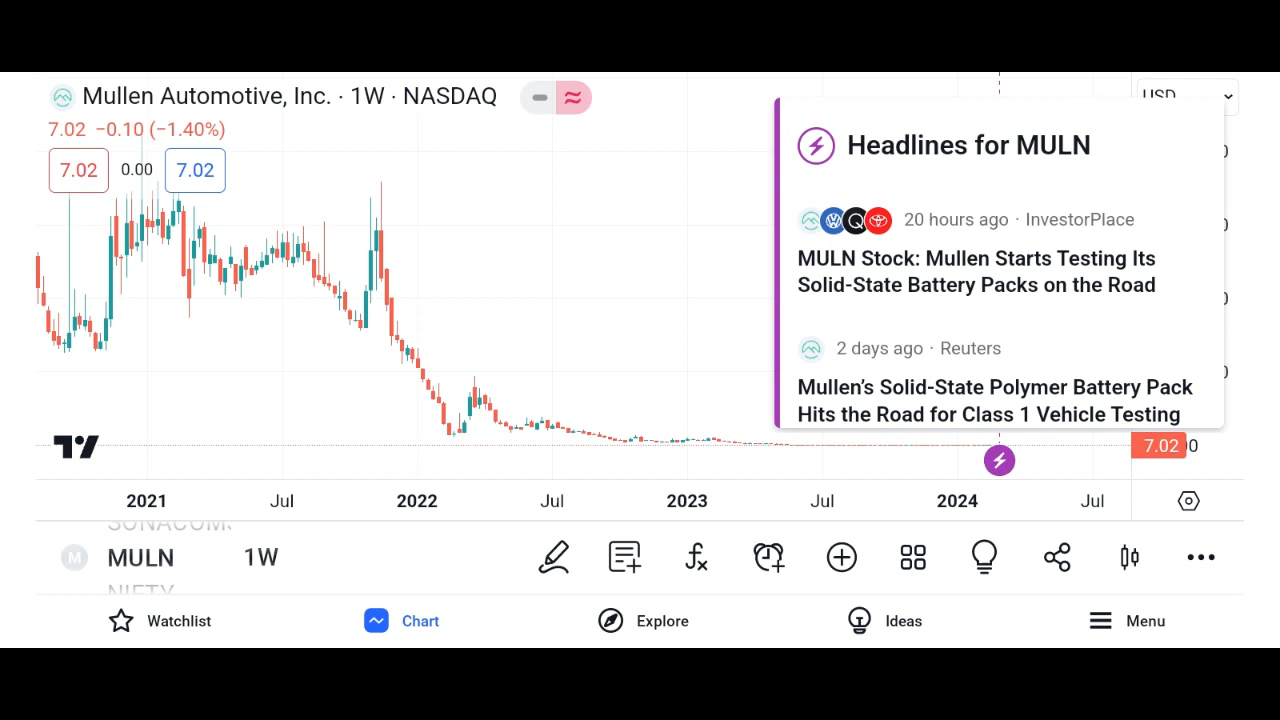 Mullen Automotive, Inc. · 1W · NASDAQ
USD
7.02 −0.10 (−1.40%)
7.02 0.00 7.02
Headlines for MULN
20 hours ago · InvestorPlace
MULN Stock: Mullen Starts Testing Its
Solid-State Battery Packs on the Road
2 days ago · Reuters
Mullen’s Solid-State Polymer Battery Pack
Hits the Road for Class 1 Vehicle Testing
7.02
2021 Jul 2022 Jul 2023 Jul 2024 Jul
M MULN 1W
NIFTY
Watchlist Chart Explore Ideas Menu